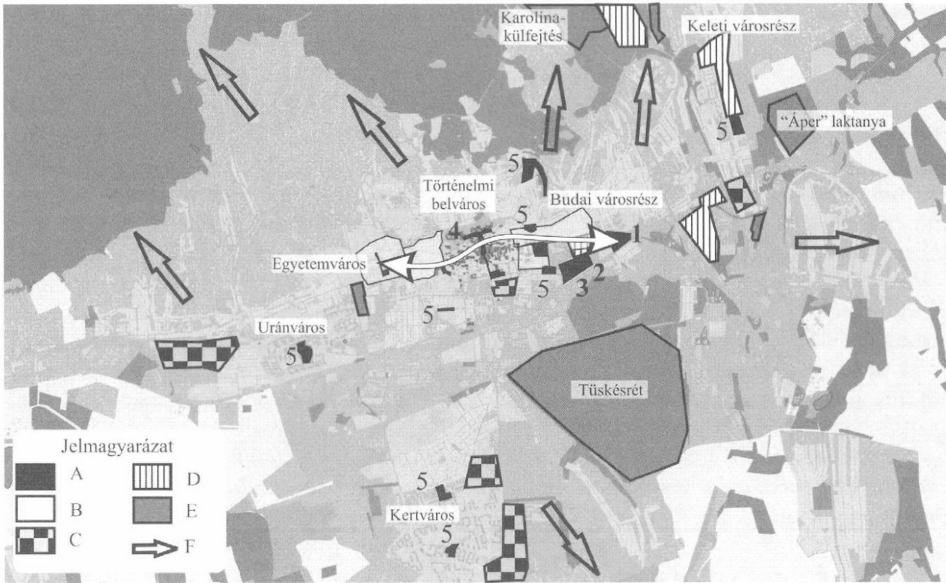 Karolina-
külfejtés
Keleti városrész
"Áper" laktanya
5
5
Történelmi
belváros
5
Budai városrész
4
1
Egyetemváros
2
5
3
5
Uránváros
5
Tüskésrét
Jelmagyarázat
A
D
B
E
C
F
5
Kertváros
5